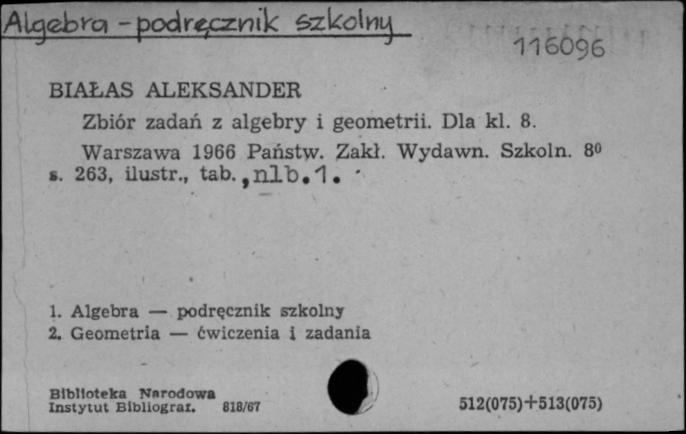 Algebra - podręcznik szkolny
116096
BIAŁAS ALEKSANDER
Zbiór zadań z algebry i geometrii. Dla kl. 8.
Warszawa 1966 Państw. Zakł. Wydawn. Szkoln. 8⁰
s. 263, ilustr., tab., nlb.1.
1. Algebra — podręcznik szkolny
2. Geometria — ćwiczenia i zadania
Biblioteka Narodowa
Instytut Bibliograf. 818/67
512(075)+513(075)